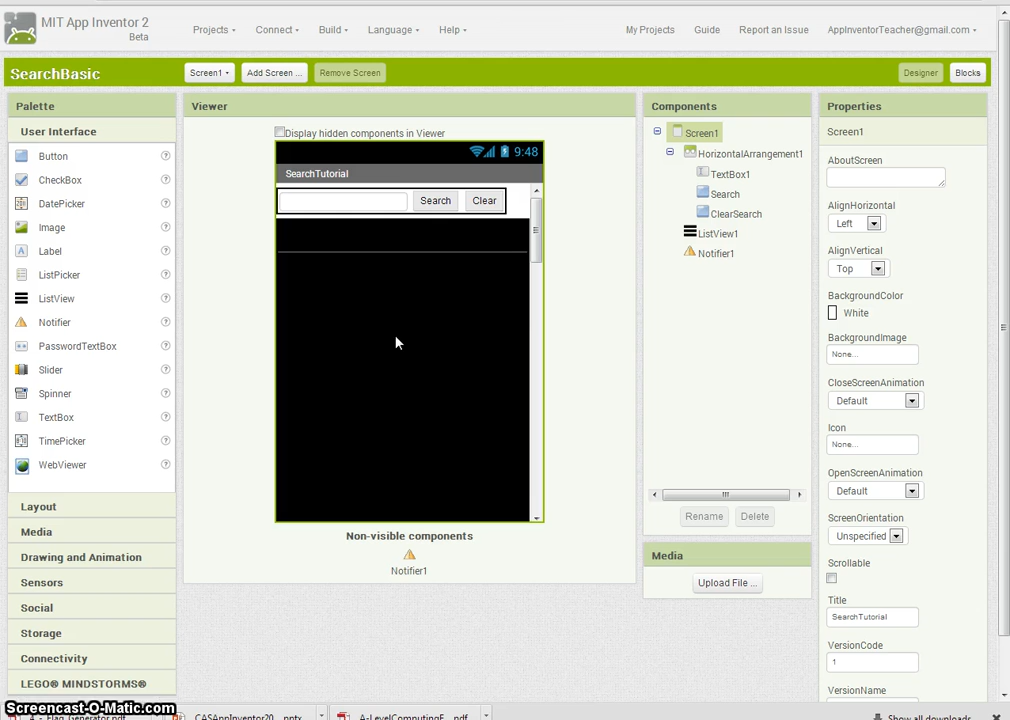 MIT App Inventor 2
Beta
Projects
Connect
Build
Language
Help
My Projects
Guide
Report an Issue
AppInventorTeacher@gmail.com
SearchBasic
Screen1
Add Screen ...
Remove Screen
Designer
Blocks
Palette
User Interface
Button
CheckBox
DatePicker
Image
Label
ListPicker
ListView
Notifier
PasswordTextBox
Slider
Spinner
TextBox
TimePicker
WebViewer
Layout
Media
Drawing and Animation
Sensors
Social
Storage
Connectivity
LEGO® MINDSTORMS®
Viewer
Display hidden components in Viewer
9:48
SearchTutorial
Search
Clear
Non-visible components
Notifier1
Components
Screen1
HorizontalArrangement1
TextBox1
Search
ClearSearch
ListView1
Notifier1
Rename
Delete
Media
Upload File ...
Properties
Screen1
AboutScreen
AlignHorizontal
Left
AlignVertical
Top
BackgroundColor
White
BackgroundImage
None...
CloseScreenAnimation
Default
Icon
None...
OpenScreenAnimation
Default
ScreenOrientation
Unspecified
Scrollable
Title
SearchTutorial
VersionCode
1
VersionName
Screencast-O-Matic.com
CASAppInventor20....pptx
A-LevelComputingF....pdf
Show all downloads...